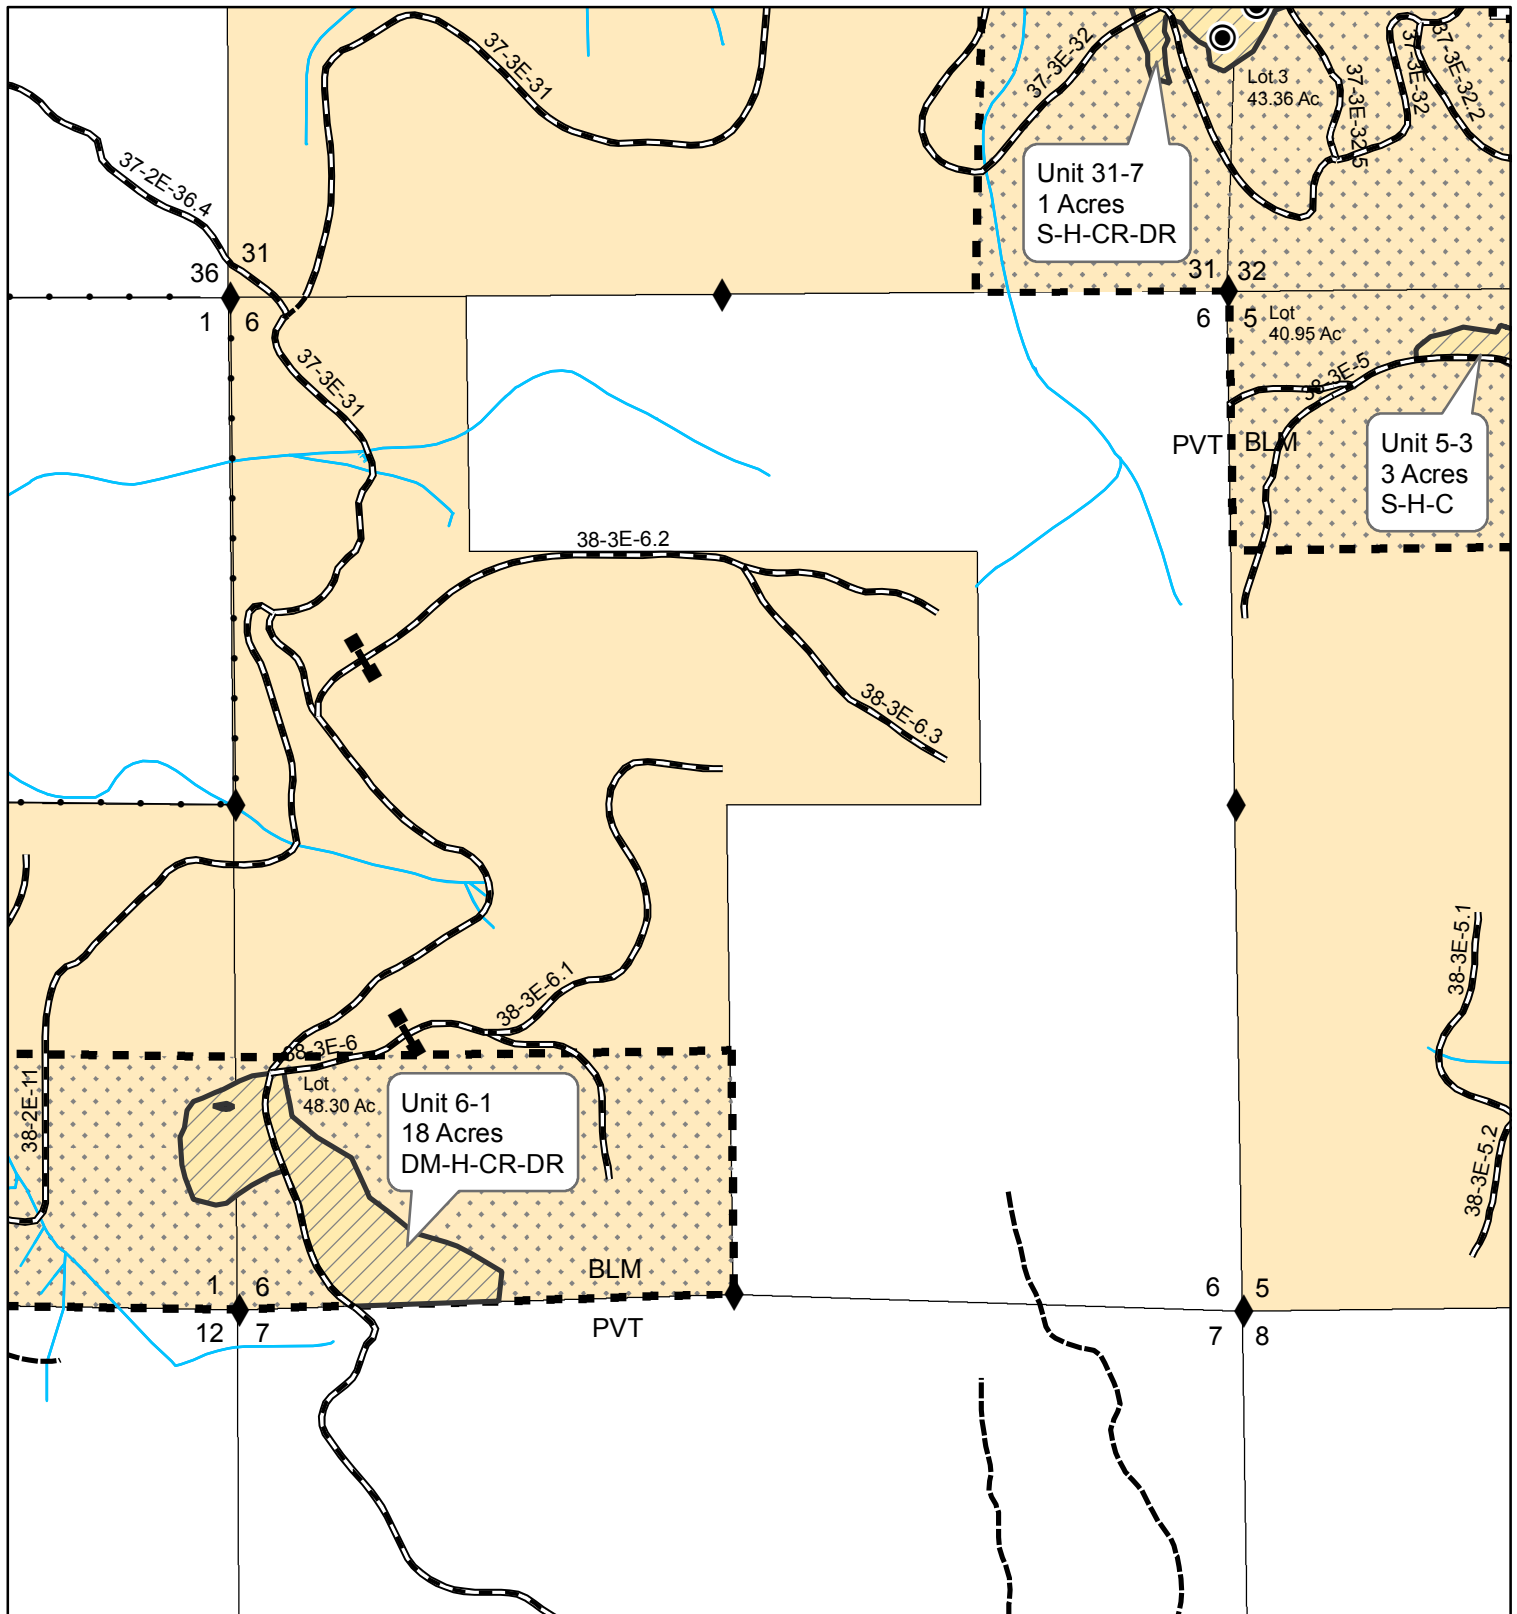 37-3E-31
37-3E-32
37-3E-32
37-3E-32.2
37-3E-32.5
Lot 3
43.36 Ac
37-2E-36.4
Unit 31-7
1 Acres
S-H-CR-DR
31
36
31
32
1
6
6
5
Lot
40.95 Ac
37-3E-31
38-3E-5
PVT
BLM
Unit 5-3
3 Acres
S-H-C
38-3E-6.2
38-3E-6.3
38-3E-5.1
38-3E-6.1
38-3E-6
38-2E-11
Lot
48.30 Ac
Unit 6-1
18 Acres
DM-H-CR-DR
38-3E-5.2
BLM
1
6
6
5
12
7
PVT
7
8